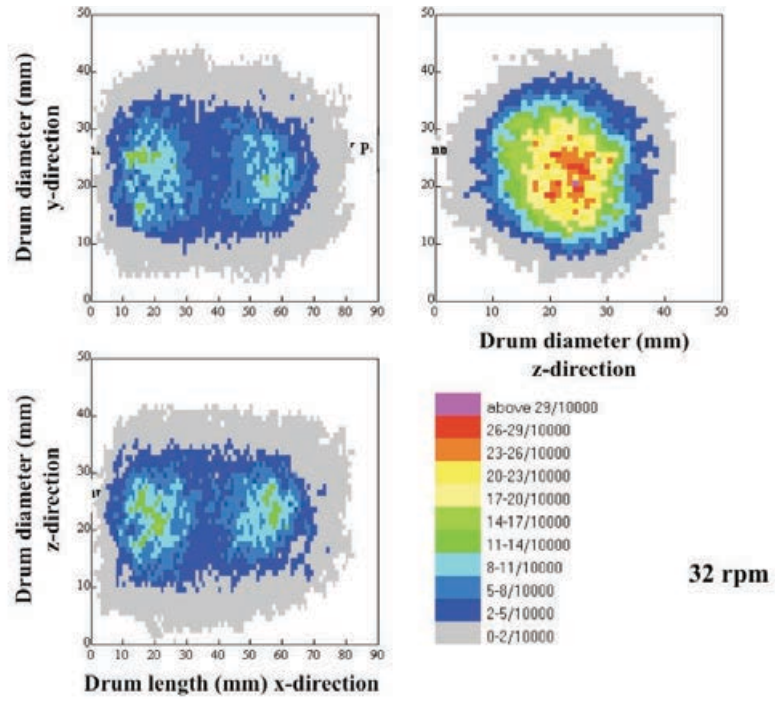 50
40
30
20
10
0
0 10 20 30 40 50 60 70 80 90
Drum diameter (mm)
y-direction
50
40
30
20
10
0
0 10 20 30 40 50
Drum diameter (mm)
z-direction
50
40
30
20
10
0
0 10 20 30 40 50 60 70 80 90
Drum diameter (mm)
z-direction
Drum length (mm) x-direction
above 29/10000
26-29/10000
23-26/10000
20-23/10000
17-20/10000
14-17/10000
11-14/10000
8-11/10000
5-8/10000
2-5/10000
0-2/10000
32 rpm